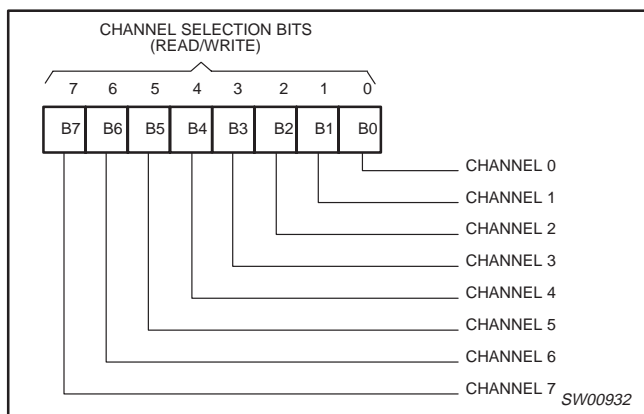 CHANNEL SELECTION BITS
(READ/WRITE)
7 6 5 4 3 2 1 0
B7 B6 B5 B4 B3 B2 B1 B0
CHANNEL 0
CHANNEL 1
CHANNEL 2
CHANNEL 3
CHANNEL 4
CHANNEL 5
CHANNEL 6
CHANNEL 7
SW00932